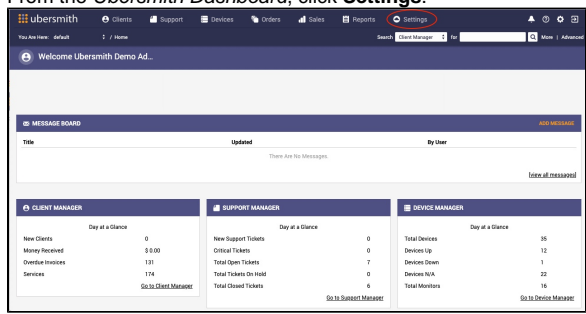 From the Ubersmith Dashboard, click Settings.
ubersmith Clients Support Devices Orders Sales Reports Settings
You Are Here: default / Home Search Client Manager for More | Advanced
Welcome Ubersmith Demo Ad...
MESSAGE BOARD ADD MESSAGE
Title Updated By User
There Are No Messages.
[view all messages]
CLIENT MANAGER
Day at a Glance
New Clients 0
Money Received $ 0.00
Overdue Invoices 131
Services 174
Go to Client Manager
SUPPORT MANAGER
Day at a Glance
New Support Tickets 0
Critical Tickets 0
Total Open Tickets 7
Total Tickets On Hold 0
Total Closed Tickets 6
Go to Support Manager
DEVICE MANAGER
Day at a Glance
Total Devices 35
Devices Up 12
Devices Down 1
Devices N/A 22
Total Monitors 16
Go to Device Manager